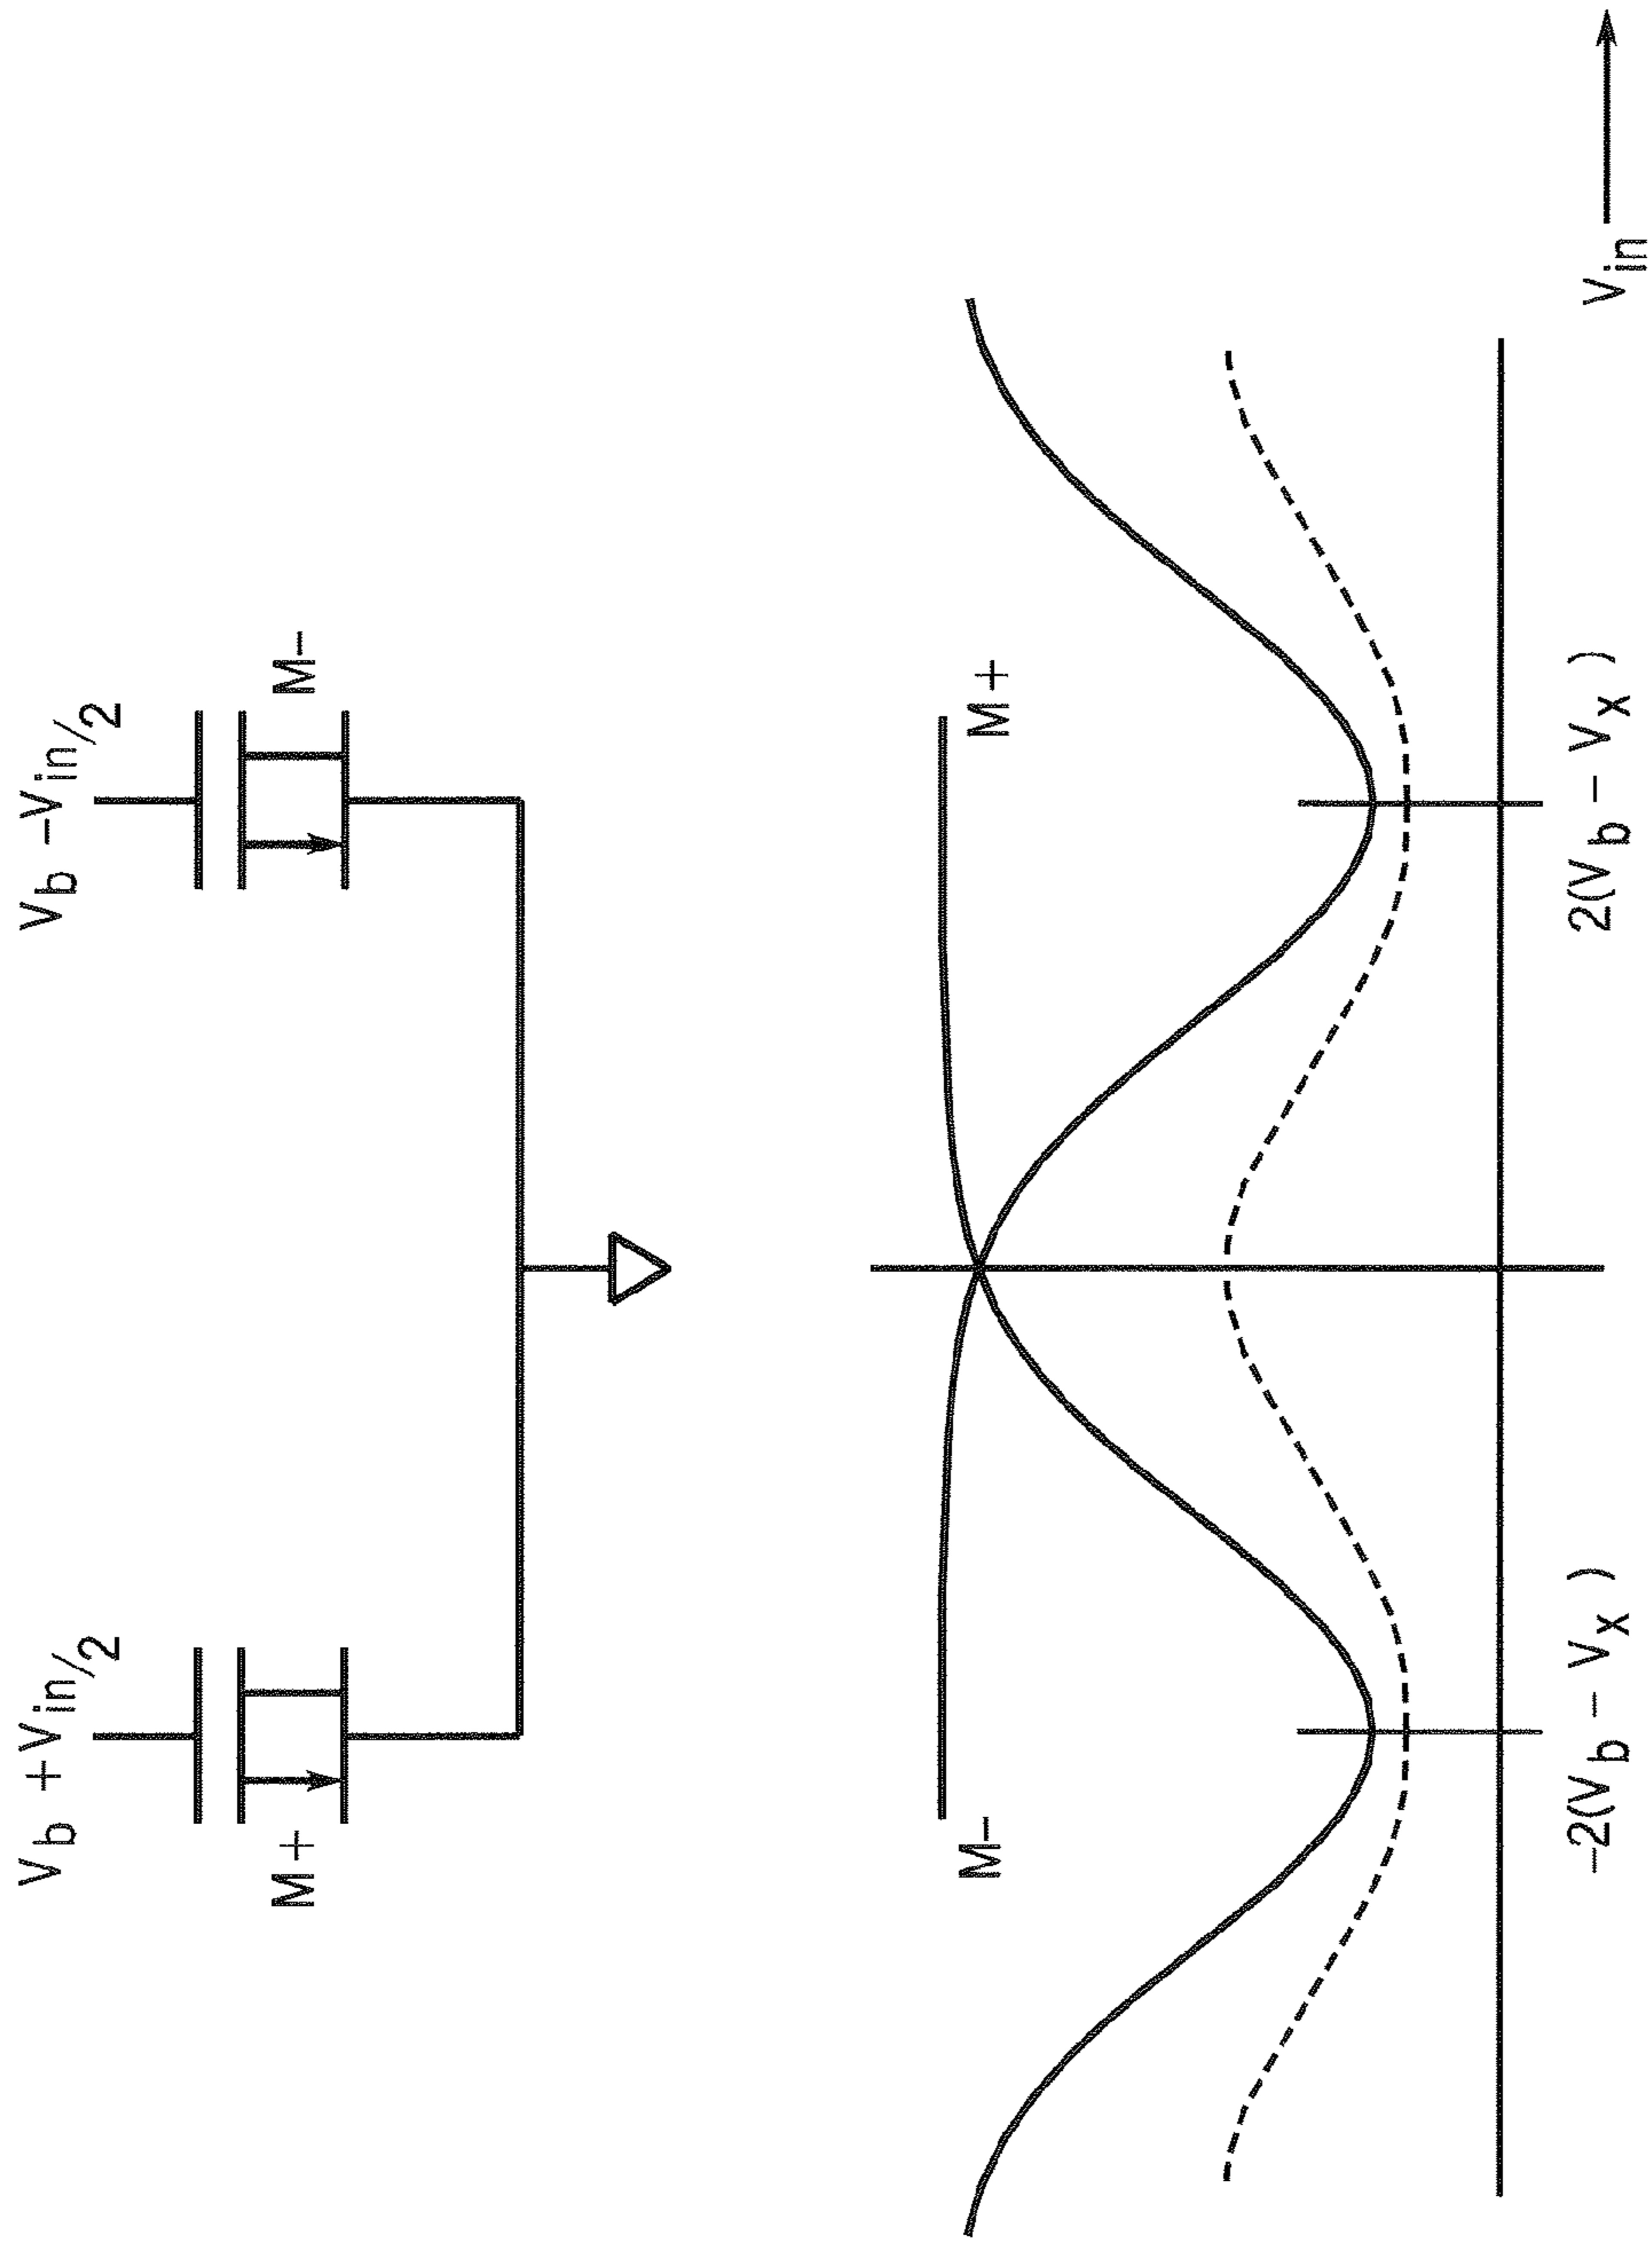 V_b + V_in/2
V_b - V_in/2
M+
M-
M-
M+
-2(V_b - V_x)
2(V_b - V_x)
V_in